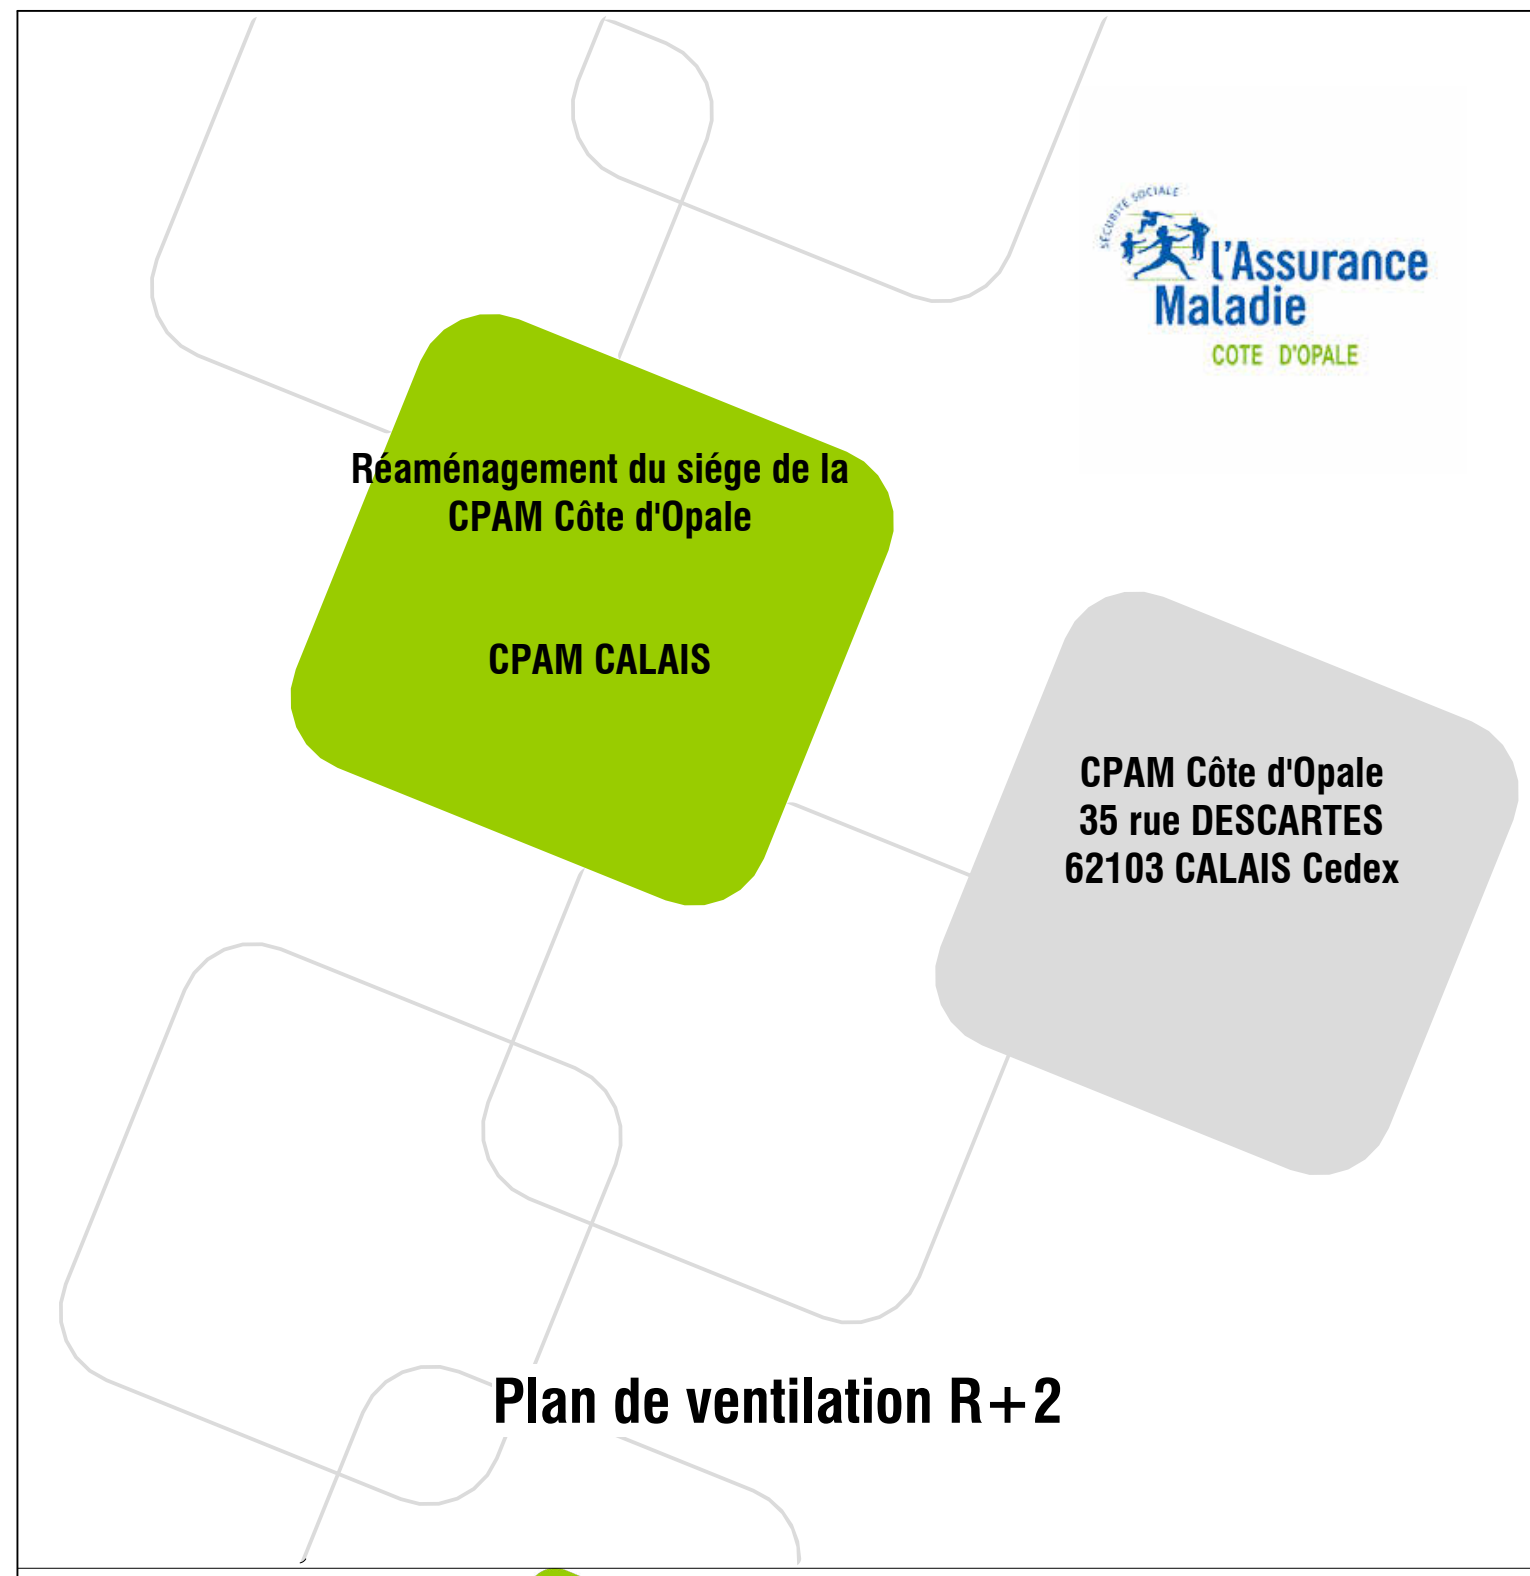 SÉCURITÉ SOCIALE
l'Assurance
Maladie
COTE D'OPALE
Réaménagement du siége de la
CPAM Côte d'Opale
CPAM CALAIS
CPAM Côte d'Opale
35 rue DESCARTES
62103 CALAIS Cedex
Plan de ventilation R+2